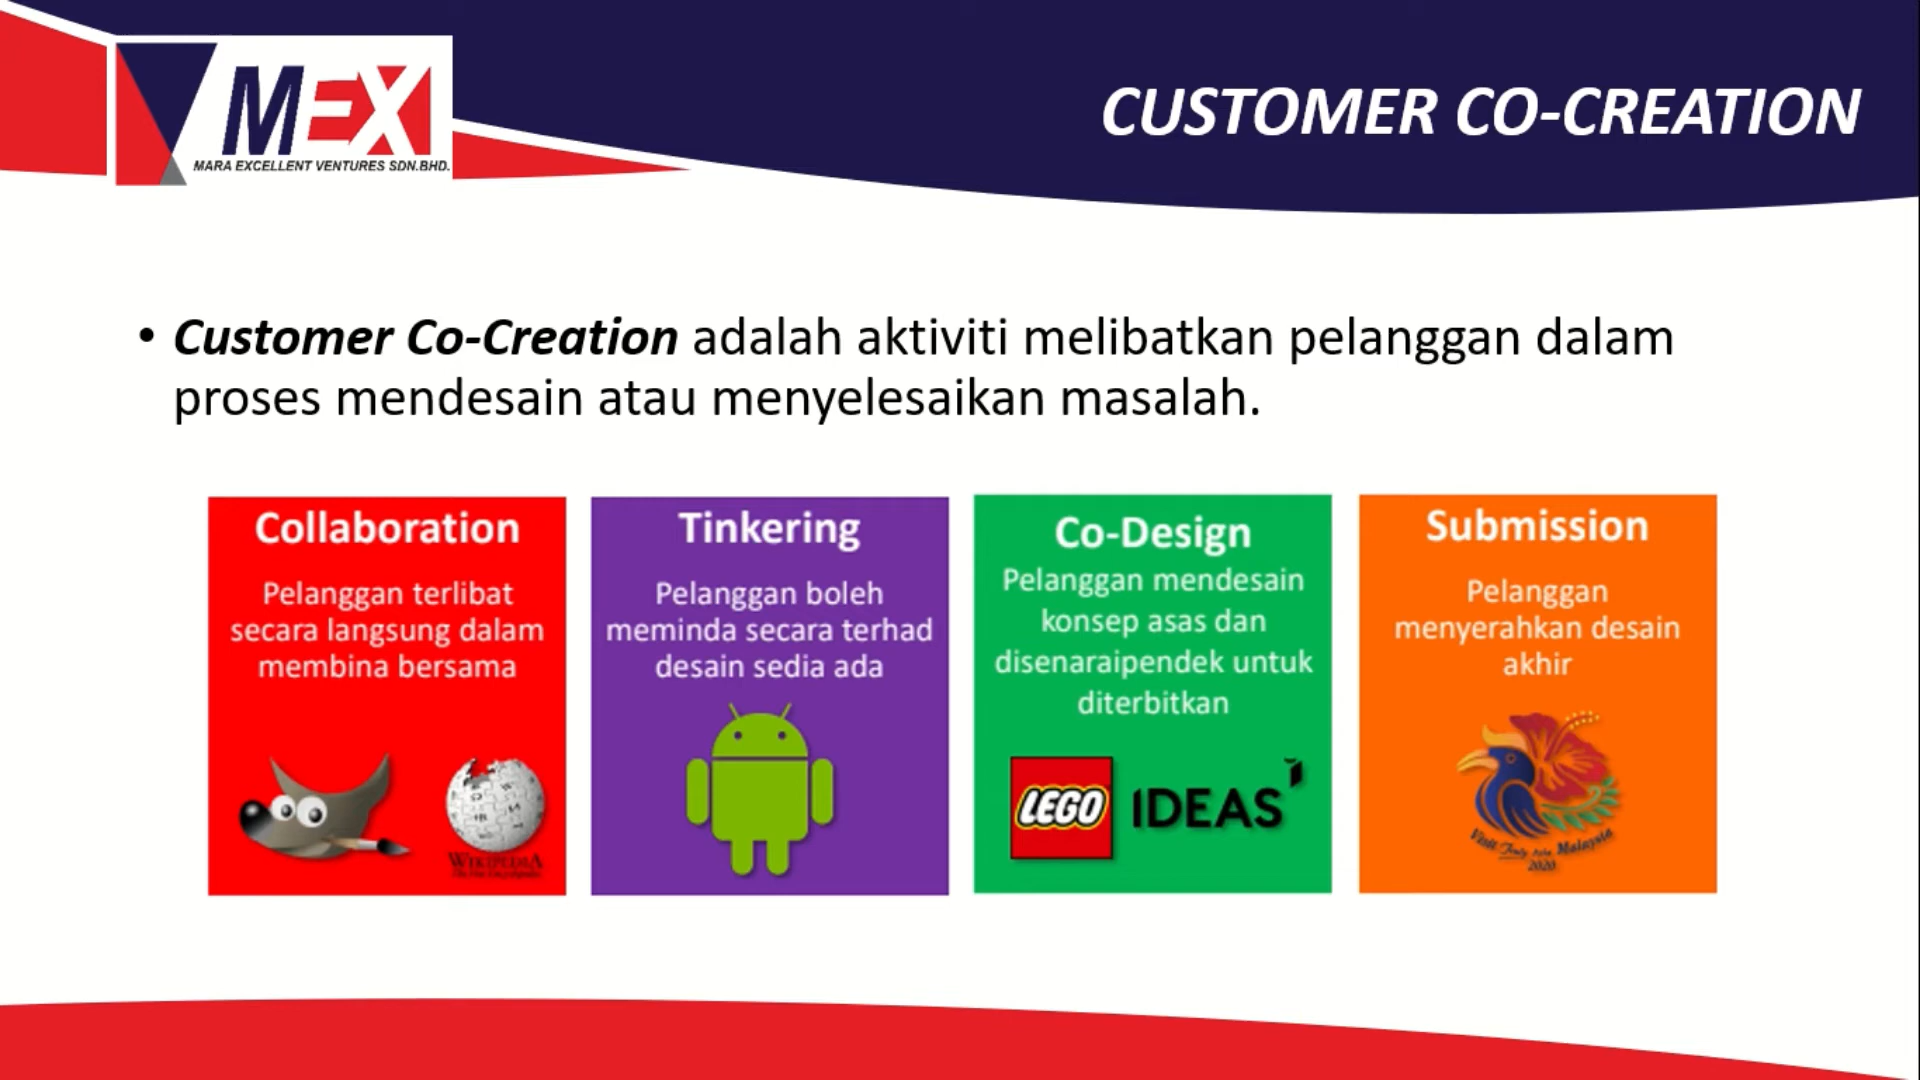 MEX
MARA EXCELLENT VENTURES SDN.BHD.
CUSTOMER CO-CREATION
• Customer Co-Creation adalah aktiviti melibatkan pelanggan dalam
proses mendesain atau menyelesaikan masalah.
Collaboration
Pelanggan terlibat
secara langsung dalam
membina bersama
WIKIPEDIA
Tinkering
Pelanggan boleh
meminda secara terhad
desain sedia ada
Co-Design
Pelanggan mendesain
konsep asas dan
disenaraipendek untuk
diterbitkan
LEGO IDEAS
Submission
Pelanggan
menyerahkan desain
akhir
Visit Truly Asia Malaysia
2020